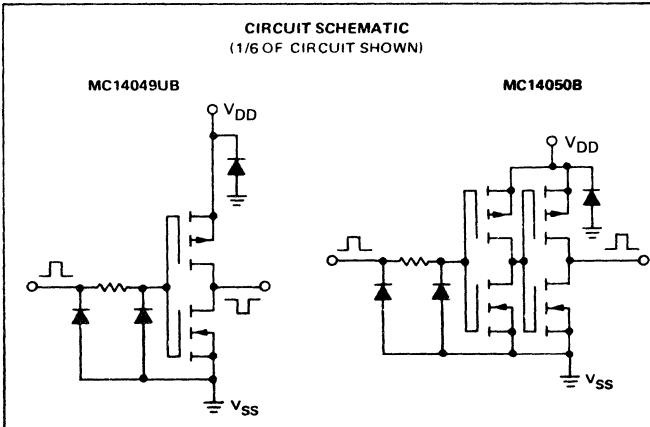 CIRCUIT SCHEMATIC
(1/6 OF CIRCUIT SHOWN)
MC14049UB
MC14050B
VDD
VDD
VSS
VSS